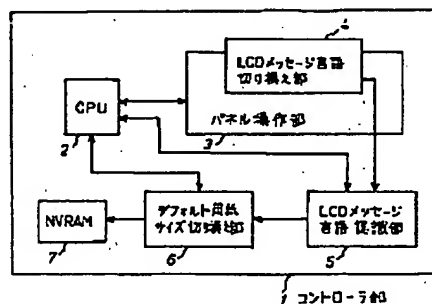 4
LCDメッセージ言語
切り換え部
CPU
2
パネル操作部
3
NVRAM
7
デフォルト用紙
サイズ切り換え部
6
LCDメッセージ
言語認識部
5
1 コントローラ部